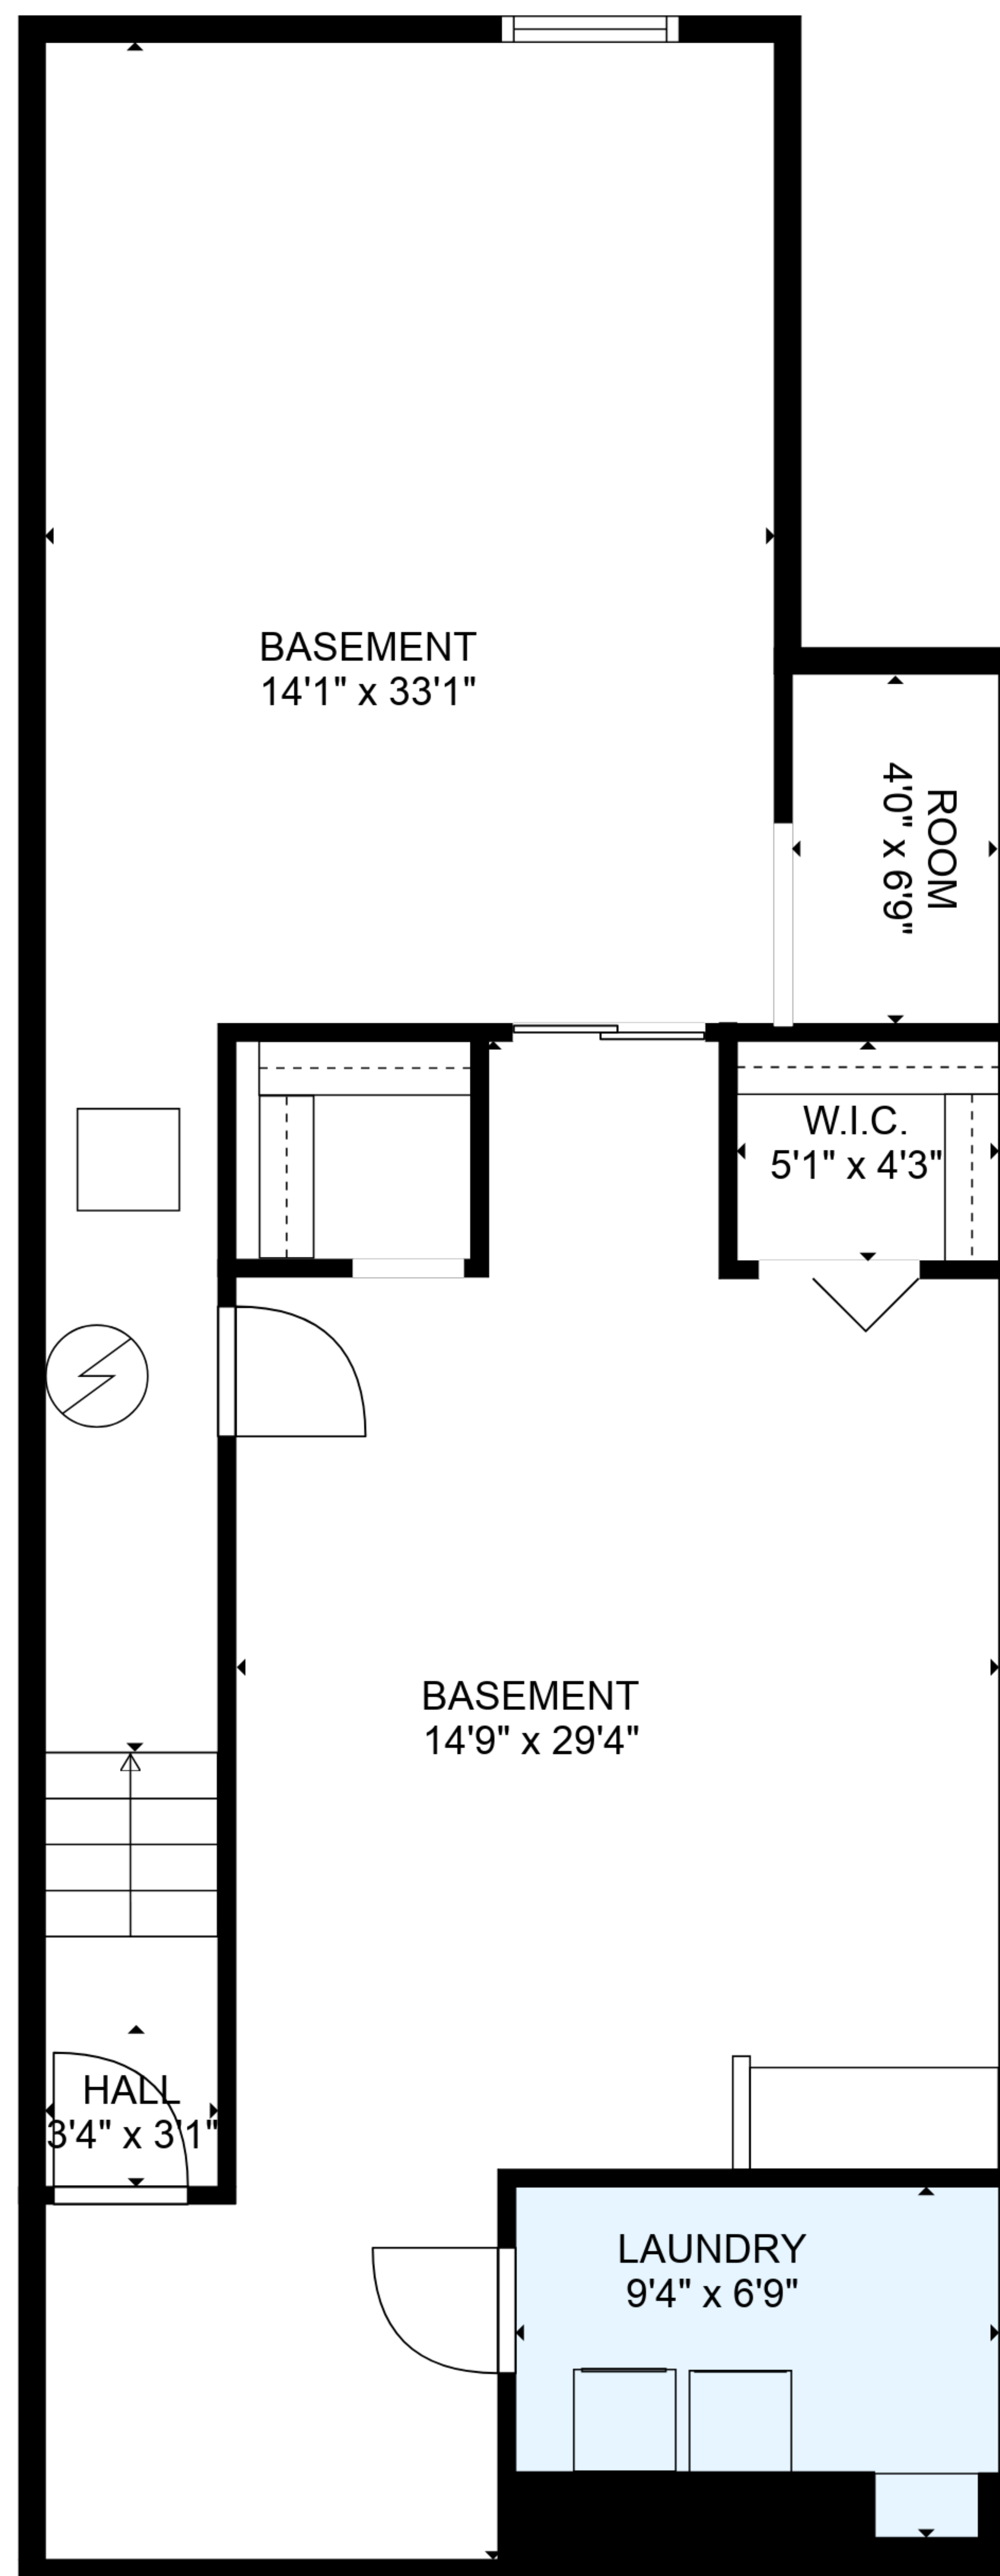 BASEMENT
14'1" x 33'1"
ROOM
4'0" x 6'9"
W.I.C.
5'1" x 4'3"
BASEMENT
14'9" x 29'4"
HALL
3'4" x 3'1"
LAUNDRY
9'4" x 6'9"